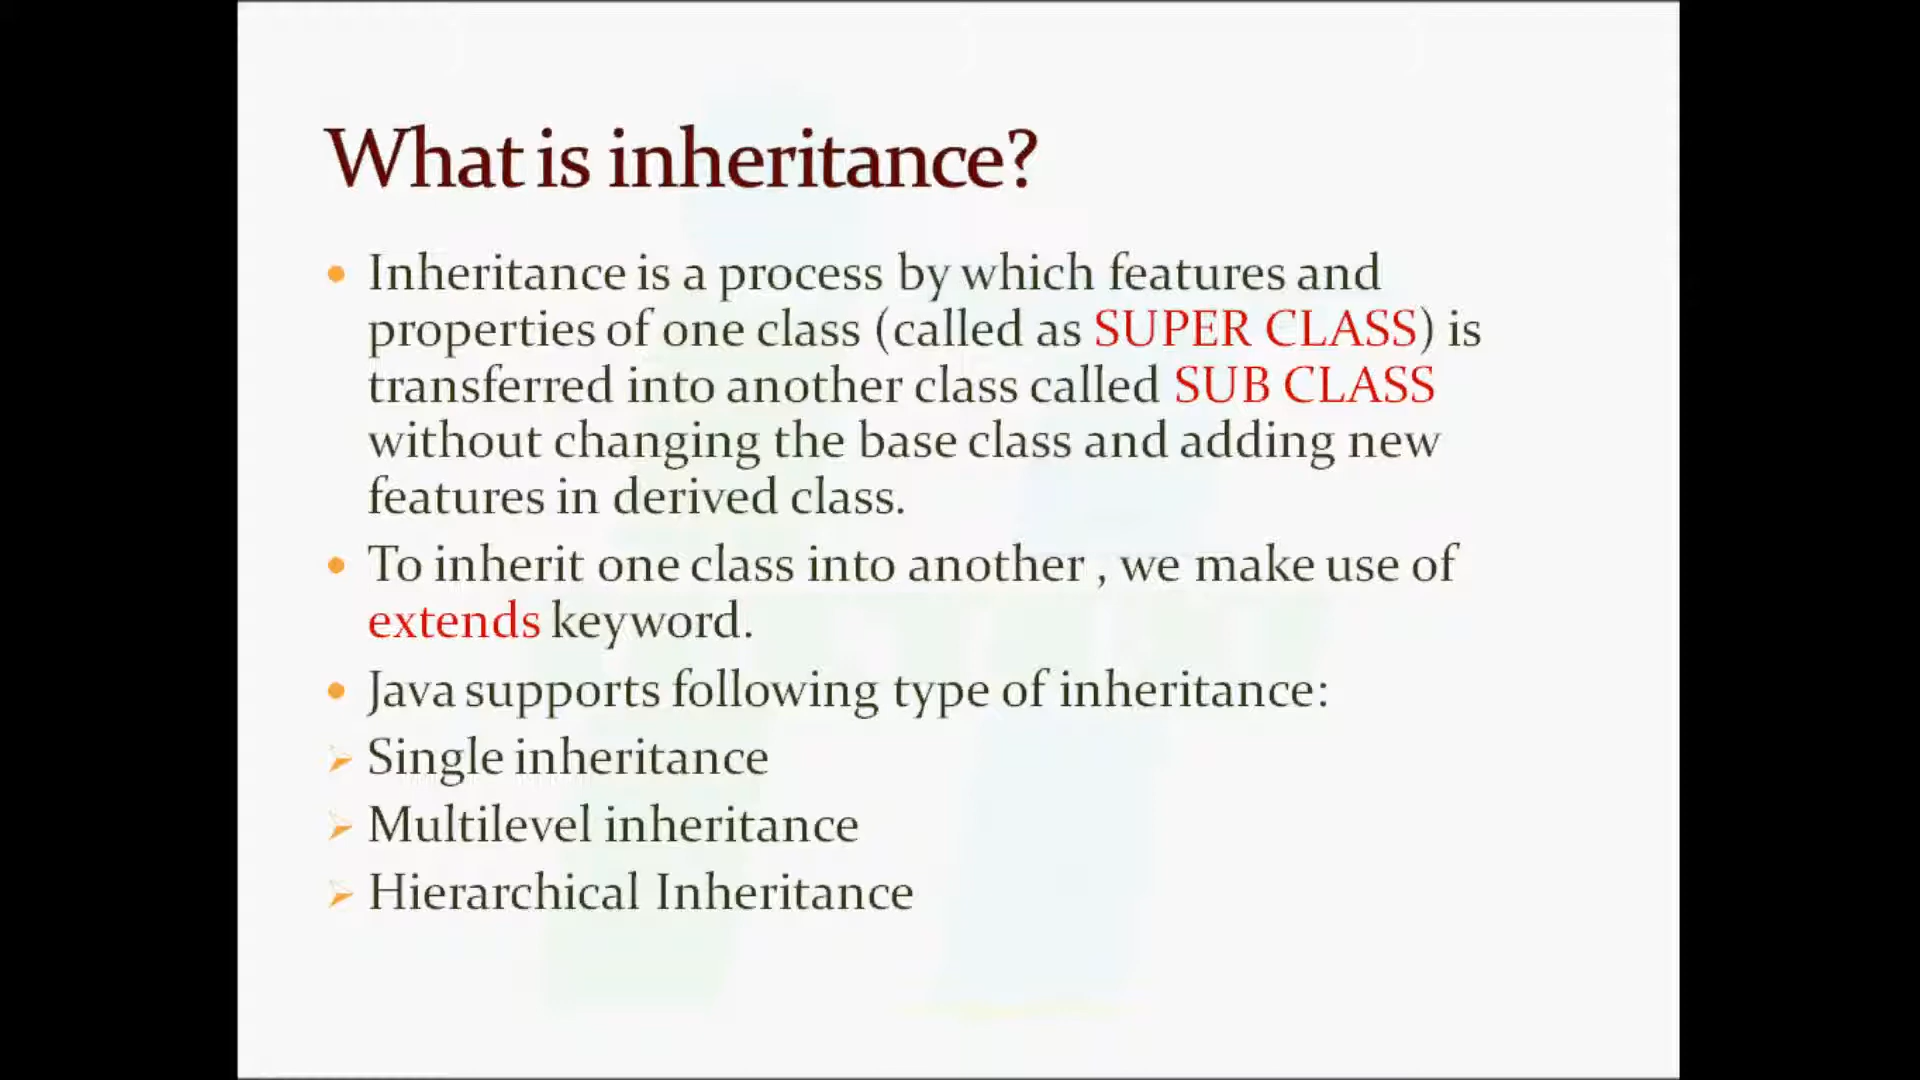 What is inheritance?
Inheritance is a process by which features and
properties of one class (called as SUPER CLASS) is
transferred into another class called SUB CLASS
without changing the base class and adding new
features in derived class.
To inherit one class into another , we make use of
extends keyword.
Java supports following type of inheritance:
Single inheritance
Multilevel inheritance
Hierarchical Inheritance